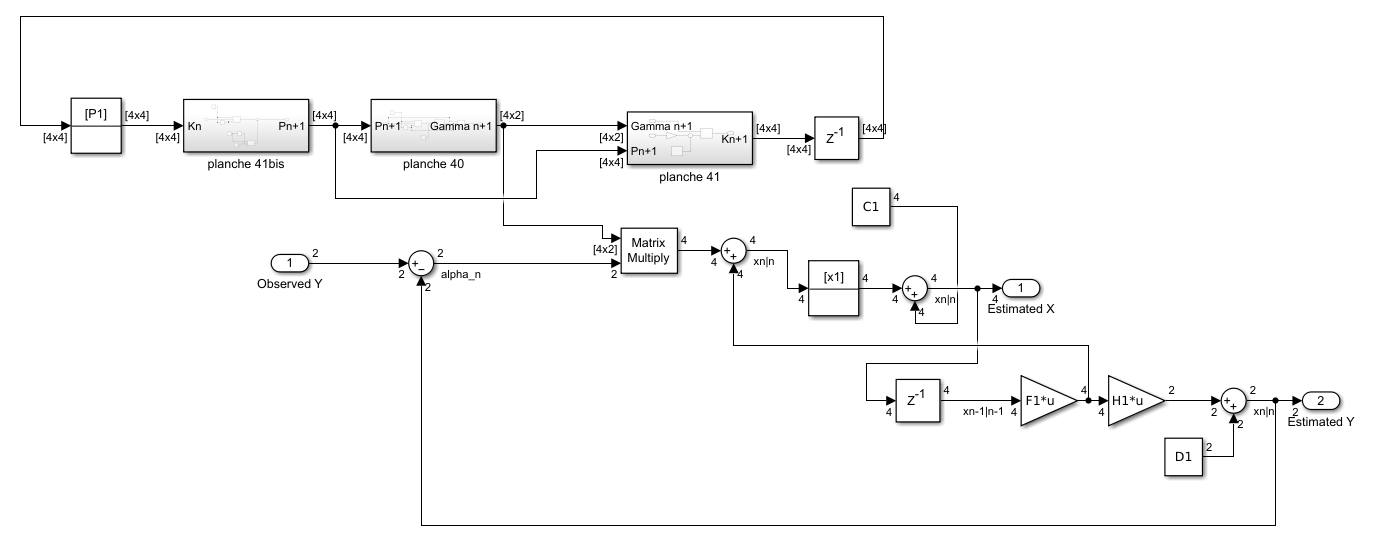 [P1]
[4x4]
[4x4]
Kn
Pn+1
[4x4]
planche 41bis
[4x4]
[4x4]
Pn+1
Gamma n+1
[4x4]
planche 40
[4x2]
Gamma n+1
[4x2]
Pn+1
[4x4]
Kn+1
planche 41
[4x4]
[4x4]
Z-1
[4x4]
C1
4
1
2
Observed Y
2
+
−
2
2
alpha_n
[4x2]
2
Matrix
Multiply
4
4
+
+
4
4
xn|n
4
[x1]
4
4
+
+
4
4
xn|n
4
1
Estimated X
4
Z-1
4
xn-1|n-1
4
F1*u
4
4
H1*u
2
2
+
+
2
2
xn|n
2
2
Estimated Y
D1
2